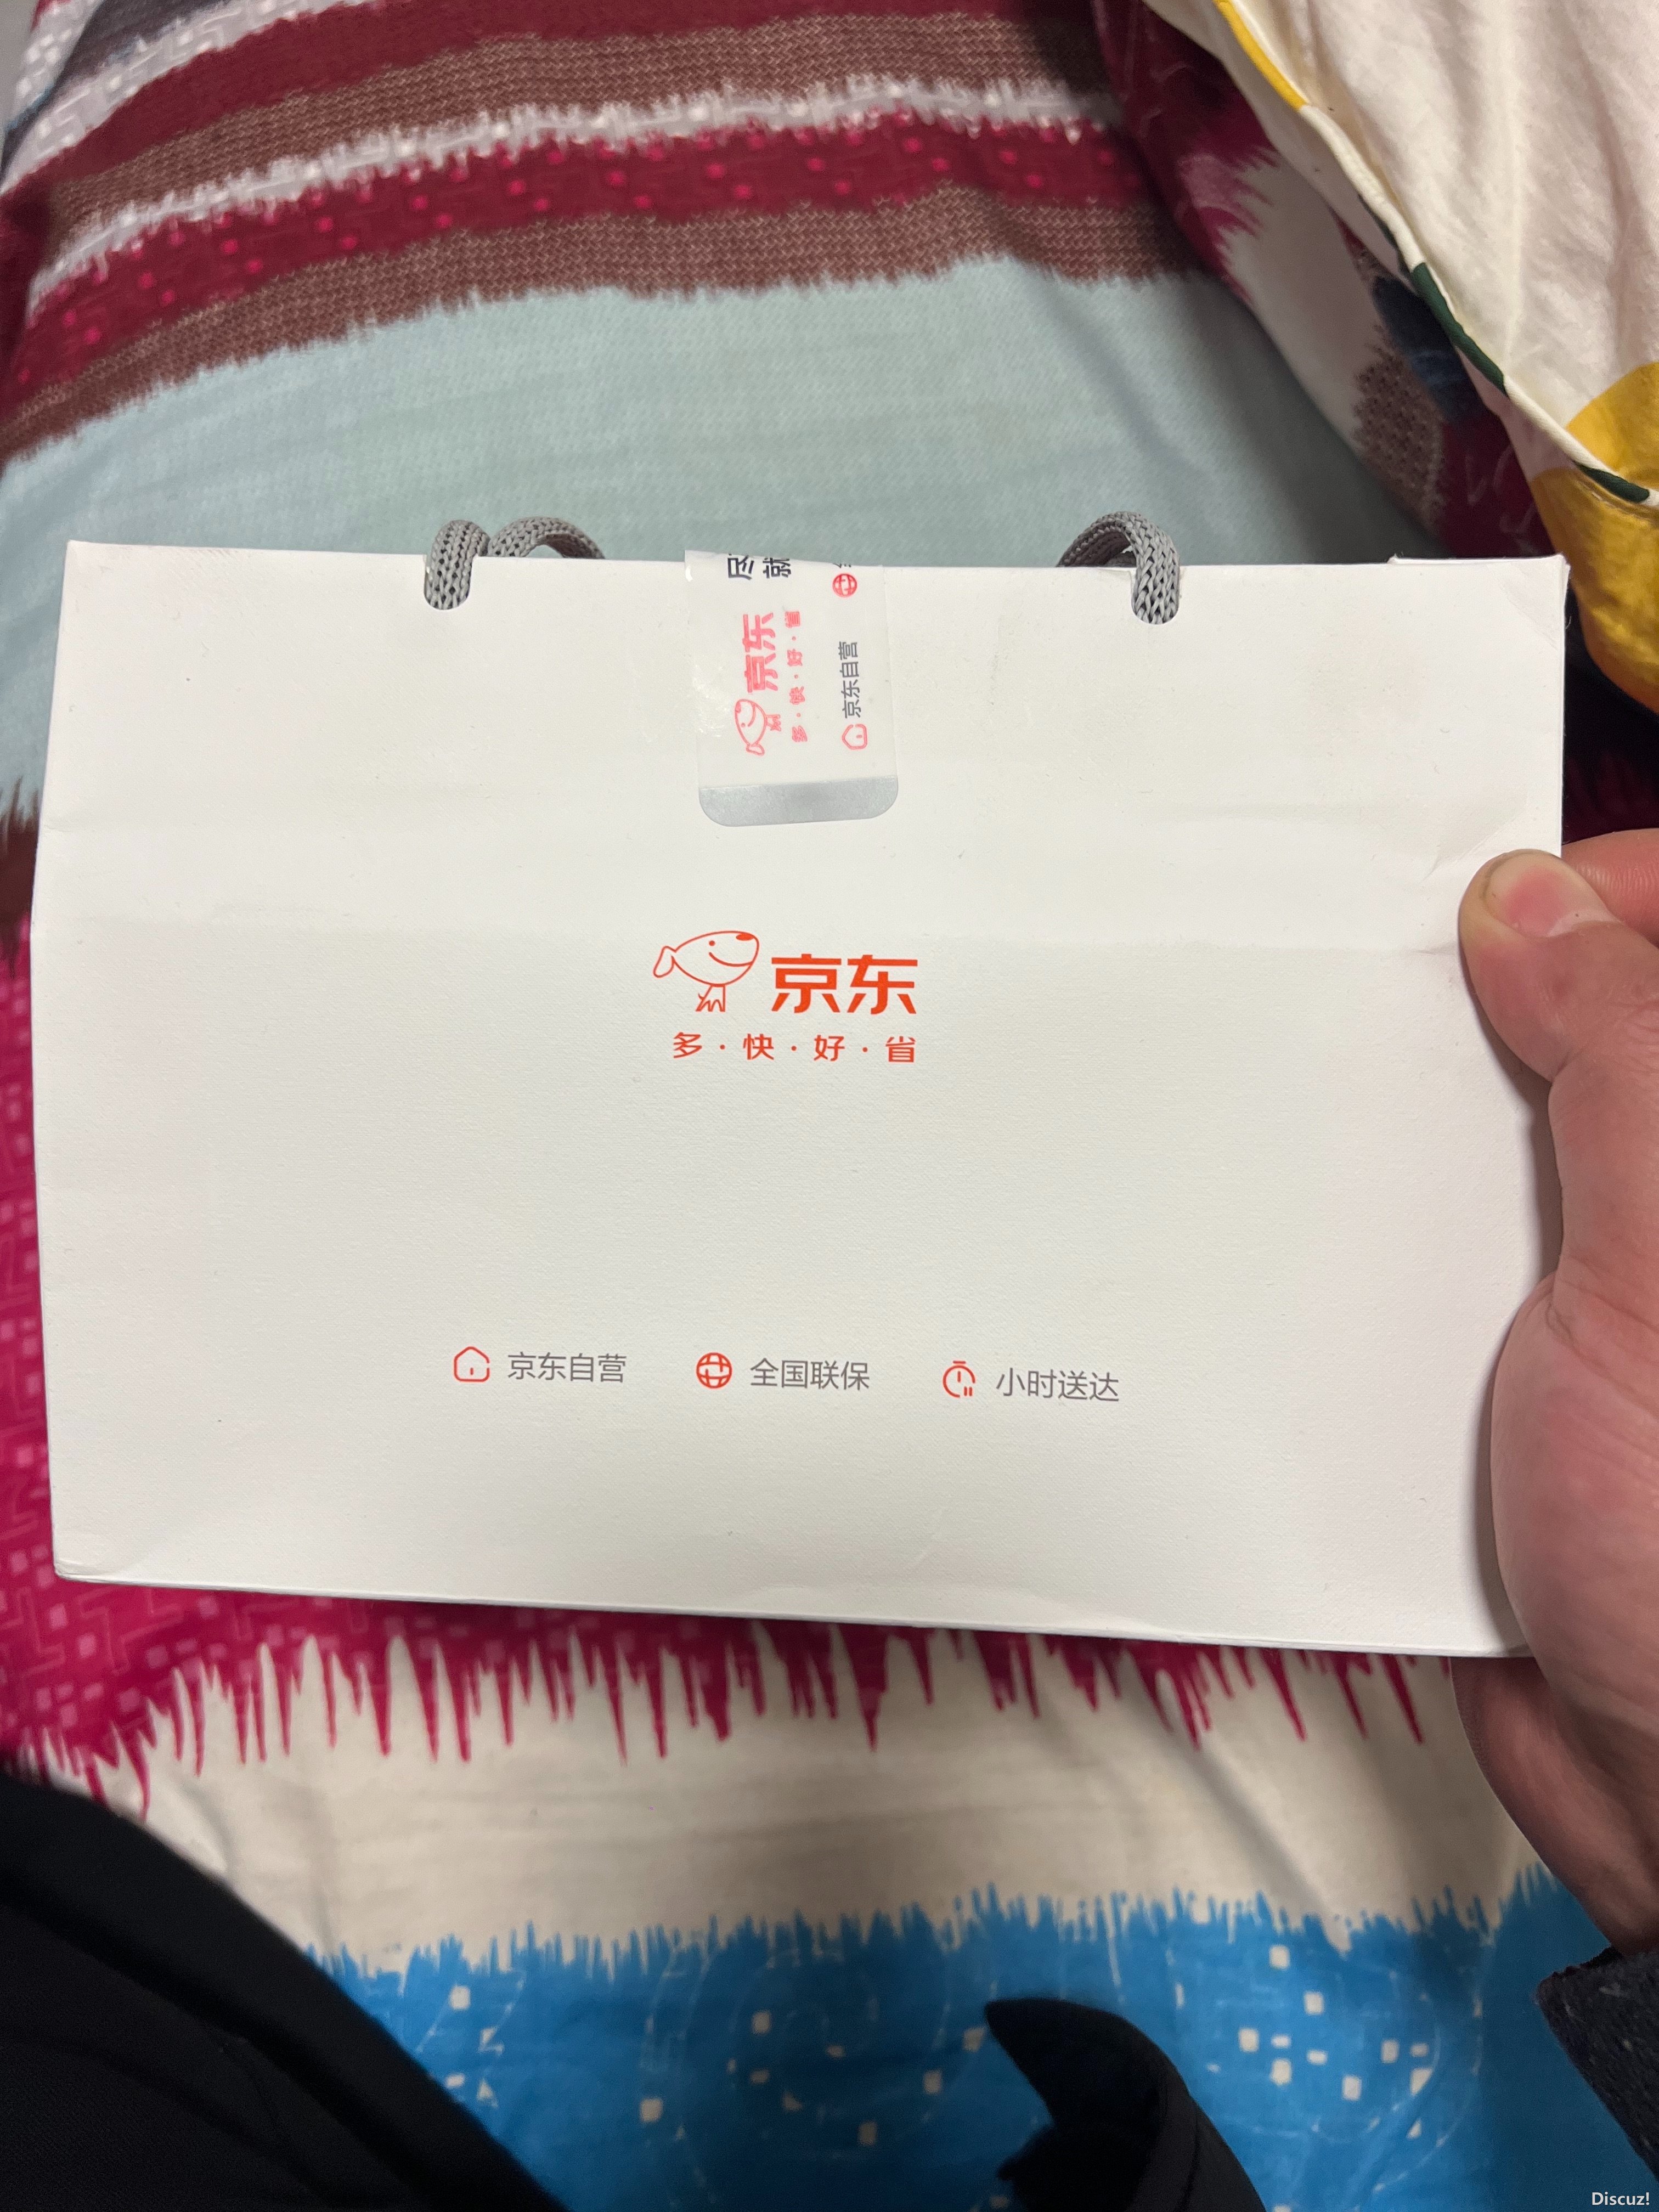 京东
多·快·好·省
京东自营
京东
多·快·好·省
京东自营 全国联保 小时送达
Discuz!